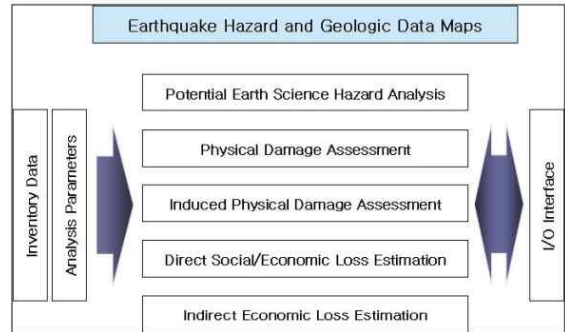 Earthquake Hazard and Geologic Data Maps
Inventory Data
Analysis Parameters
Potential Earth Science Hazard Analysis
Physical Damage Assessment
Induced Physical Damage Assessment
Direct Social/Economic Loss Estimation
Indirect Economic Loss Estimation
I/O Interface